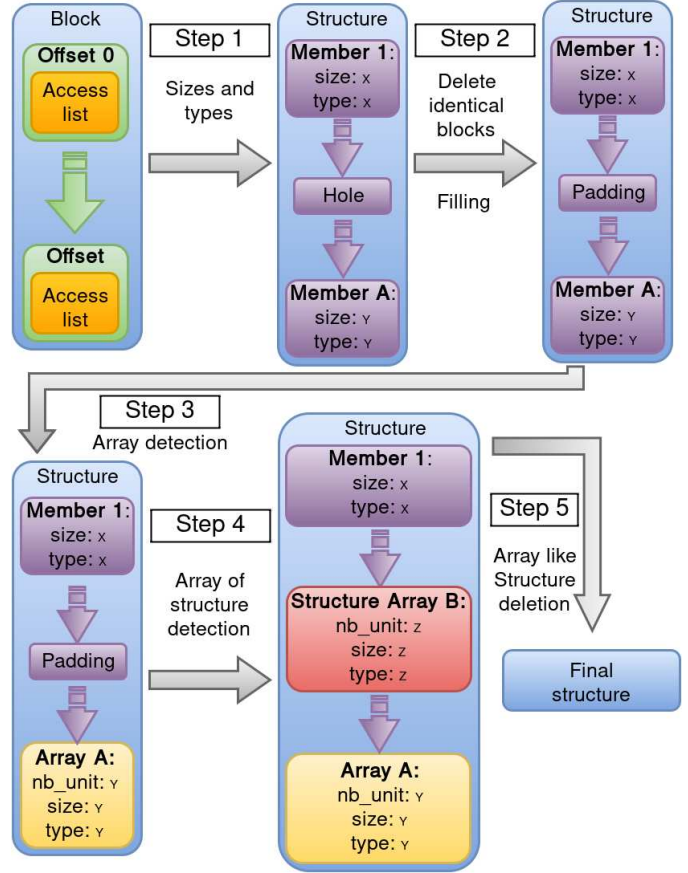 Block
Offset 0
Access
list
Offset
Access
list
Step 1
Sizes and
types
Structure
Member 1:
size: X
type: X
Hole
Member A:
size: Y
type: Y
Step 2
Delete
identical
blocks
Filling
Structure
Member 1:
size: X
type: X
Padding
Member A:
size: Y
type: Y
Step 3
Array detection
Structure
Member 1:
size: X
type: X
Padding
Array A:
nb_unit: Y
size: Y
type: Y
Step 4
Array of
structure
detection
Structure
Member 1:
size: X
type: X
Structure Array B:
nb_unit: Z
size: Z
type: Z
Array A:
nb_unit: Y
size: Y
type: Y
Step 5
Array like
Structure
deletion
Final
structure